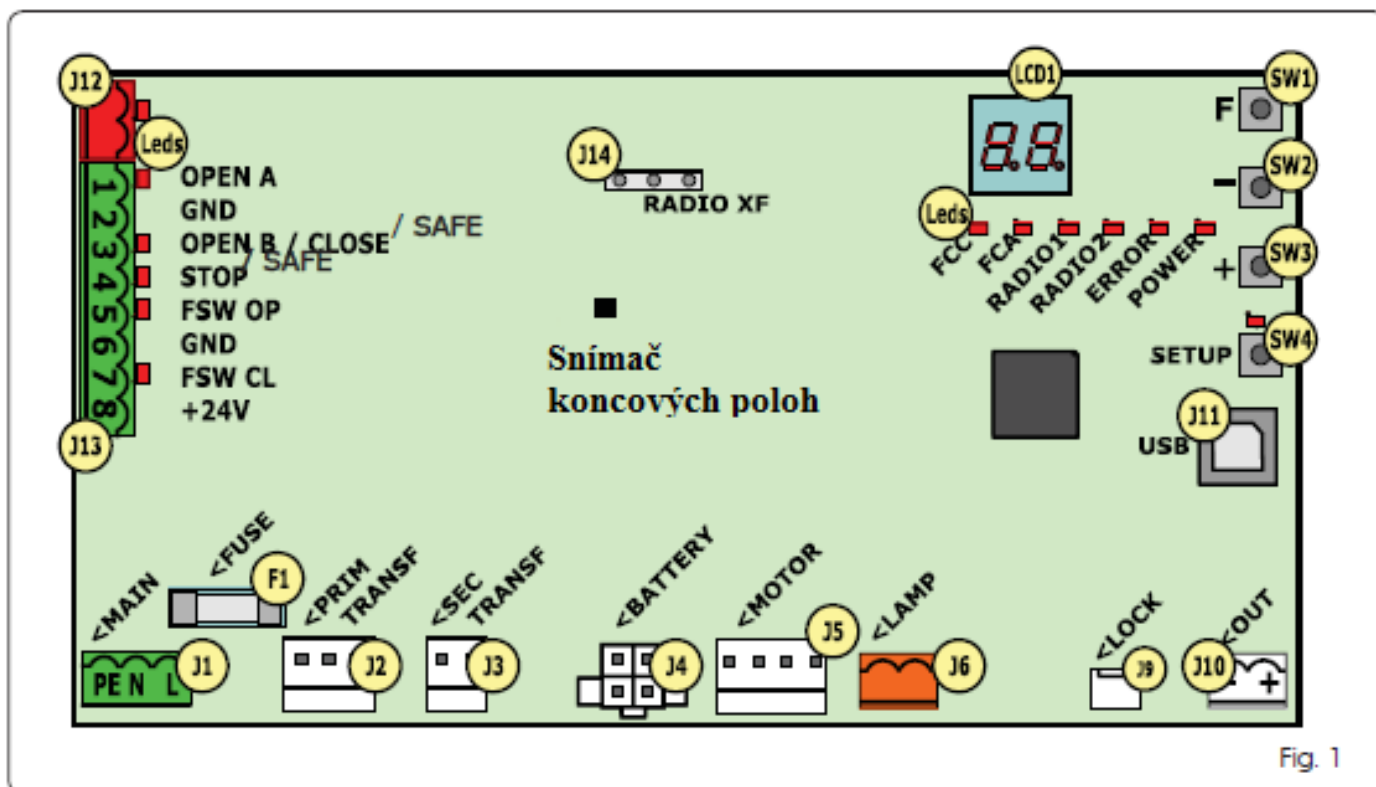 J12
Leds
1 OPEN A
2 GND
3 OPEN B / CLOSE / SAFE
4 STOP / SAFE
5 FSW OP
6 GND
7 FSW CL
8 +24V
J13
J14
RADIO XF
LCD1
8.8.
Leds
FCC
FCA
RADIO1
RADIO2
ERROR
POWER
F SW1
- SW2
+ SW3
SETUP SW4
J11
USB
Snímač
koncových poloh
<MAIN
PE N L J1
<FUSE
F1
<PRIM
TRANSF
J2
<SEC
TRANSF
J3
<BATTERY
J4
<MOTOR
J5
<LAMP
J6
<LOCK
J9
<OUT
J10
- +
Fig. 1